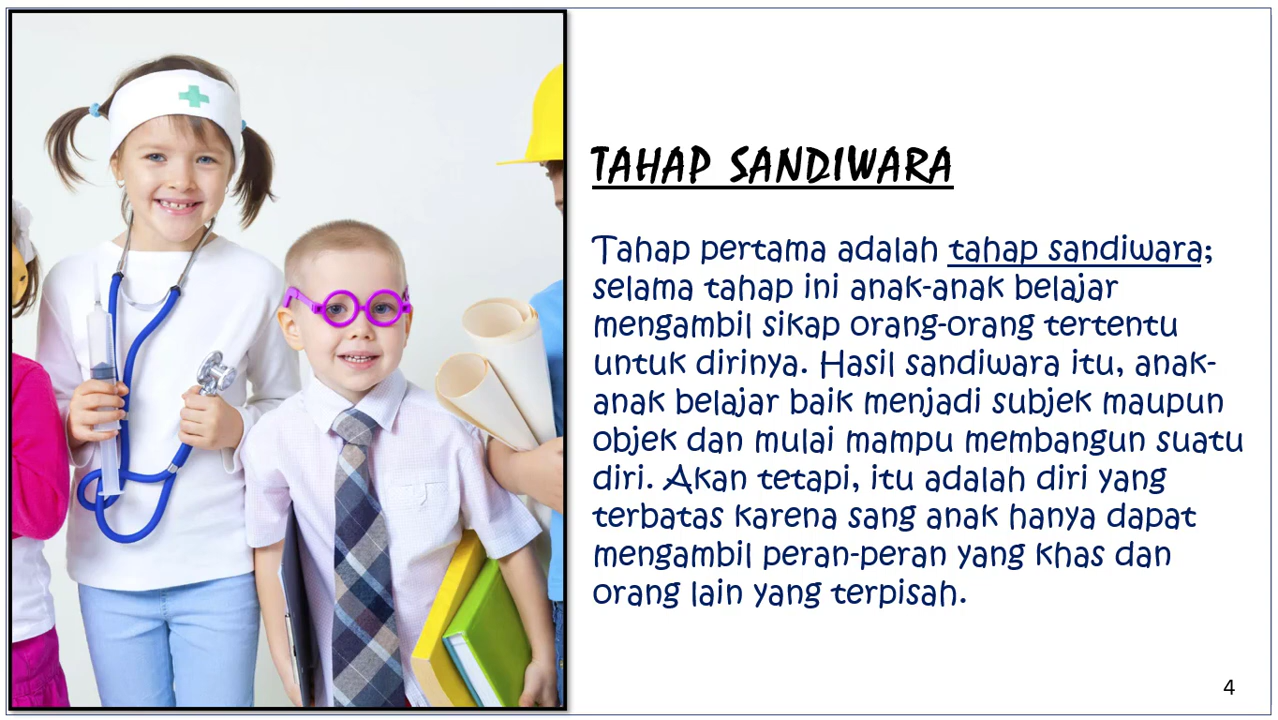 TAHAP SANDIWARA
Tahap pertama adalah tahap sandiwara;
selama tahap ini anak-anak belajar
mengambil sikap orang-orang tertentu
untuk dirinya. Hasil sandiwara itu, anak-
anak belajar baik menjadi subjek maupun
objek dan mulai mampu membangun suatu
diri. Akan tetapi, itu adalah diri yang
terbatas karena sang anak hanya dapat
mengambil peran-peran yang khas dan
orang lain yang terpisah.
4